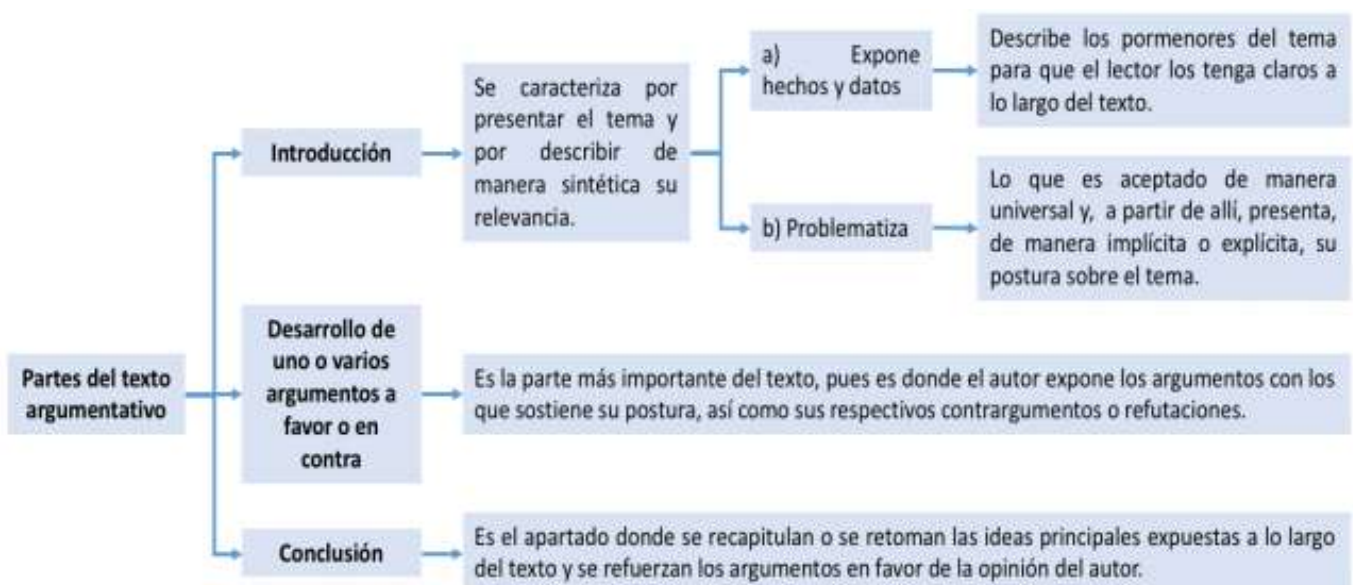 Partes del texto
argumentativo
Introducción
Se caracteriza por
presentar el tema y
por describir de
manera sintética su
relevancia.
a) Expone
hechos y datos
Describe los pormenores del tema
para que el lector los tenga claros a
lo largo del texto.
b) Problematiza
Lo que es aceptado de manera
universal y, a partir de allí, presenta,
de manera implícita o explícita, su
postura sobre el tema.
Desarrollo de
uno o varios
argumentos a
favor o en
contra
Es la parte más importante del texto, pues es donde el autor expone los argumentos con los
que sostiene su postura, así como sus respectivos contrargumentos o refutaciones.
Conclusión
Es el apartado donde se recapitulan o se retoman las ideas principales expuestas a lo largo
del texto y se refuerzan los argumentos en favor de la opinión del autor.